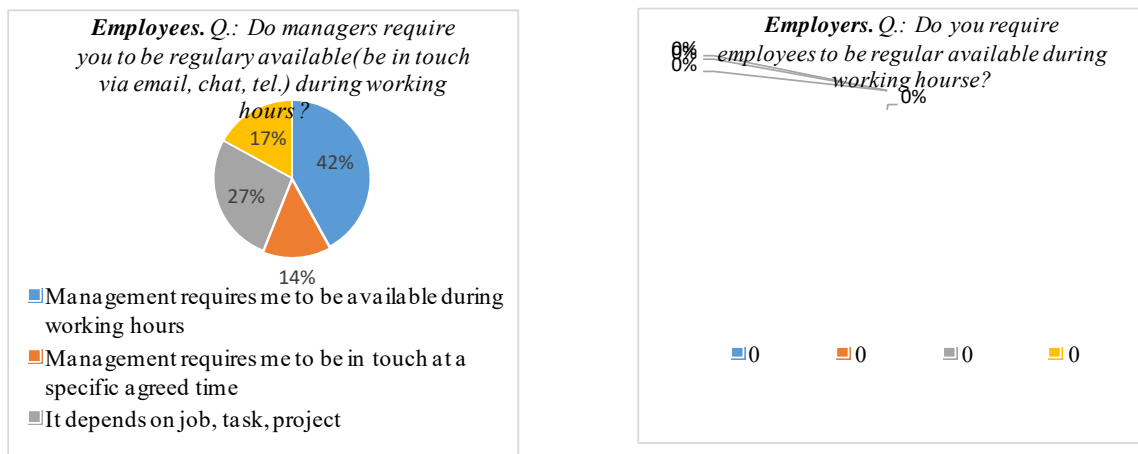 Employees. Q.: Do managers require
you to be regulary available(be in touch
via email, chat, tel.) during working
hours ?
17%
42%
27%
14%
Management requires me to be available during
working hours
Management requires me to be in touch at a
specific agreed time
It depends on job, task, project
Employers. Q.: Do you require
employees to be regular available during
working hourse?
0%
0%
0%
0%
0 0 0 0